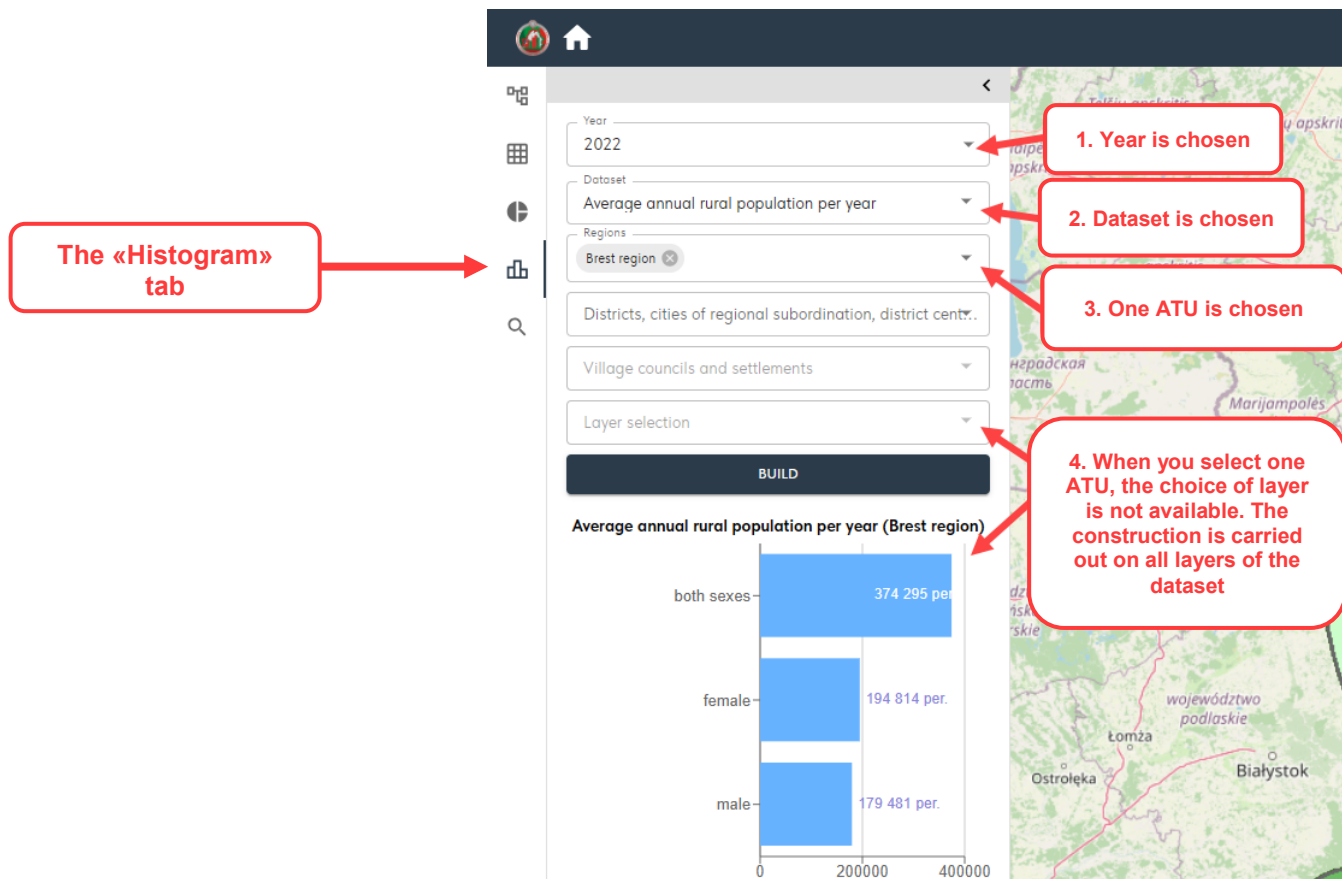 The «Histogram»
tab
Year
2022
Dataset
Average annual rural population per year
Regions
Brest region
Districts, cities of regional subordination, district cent...
Village councils and settlements
Layer selection
BUILD
Average annual rural population per year (Brest region)
both sexes
374 295 per
female
194 814 per.
male
179 481 per.
0 200000 400000
1. Year is chosen
2. Dataset is chosen
3. One ATU is chosen
4. When you select one
ATU, the choice of layer
is not available. The
construction is carried
out on all layers of the
dataset
Marijampolės
województwo
podlaskie
Łomża
Ostrołęka
Białystok